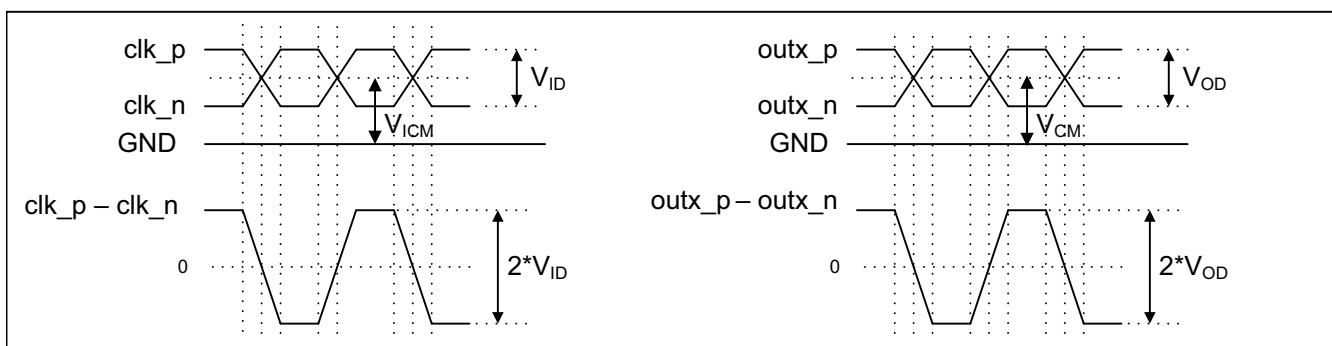 clk_p
V_ID
clk_n
V_ICM
GND
clk_p – clk_n
0
2*V_ID
outx_p
V_OD
outx_n
V_CM
GND
outx_p – outx_n
0
2*V_OD